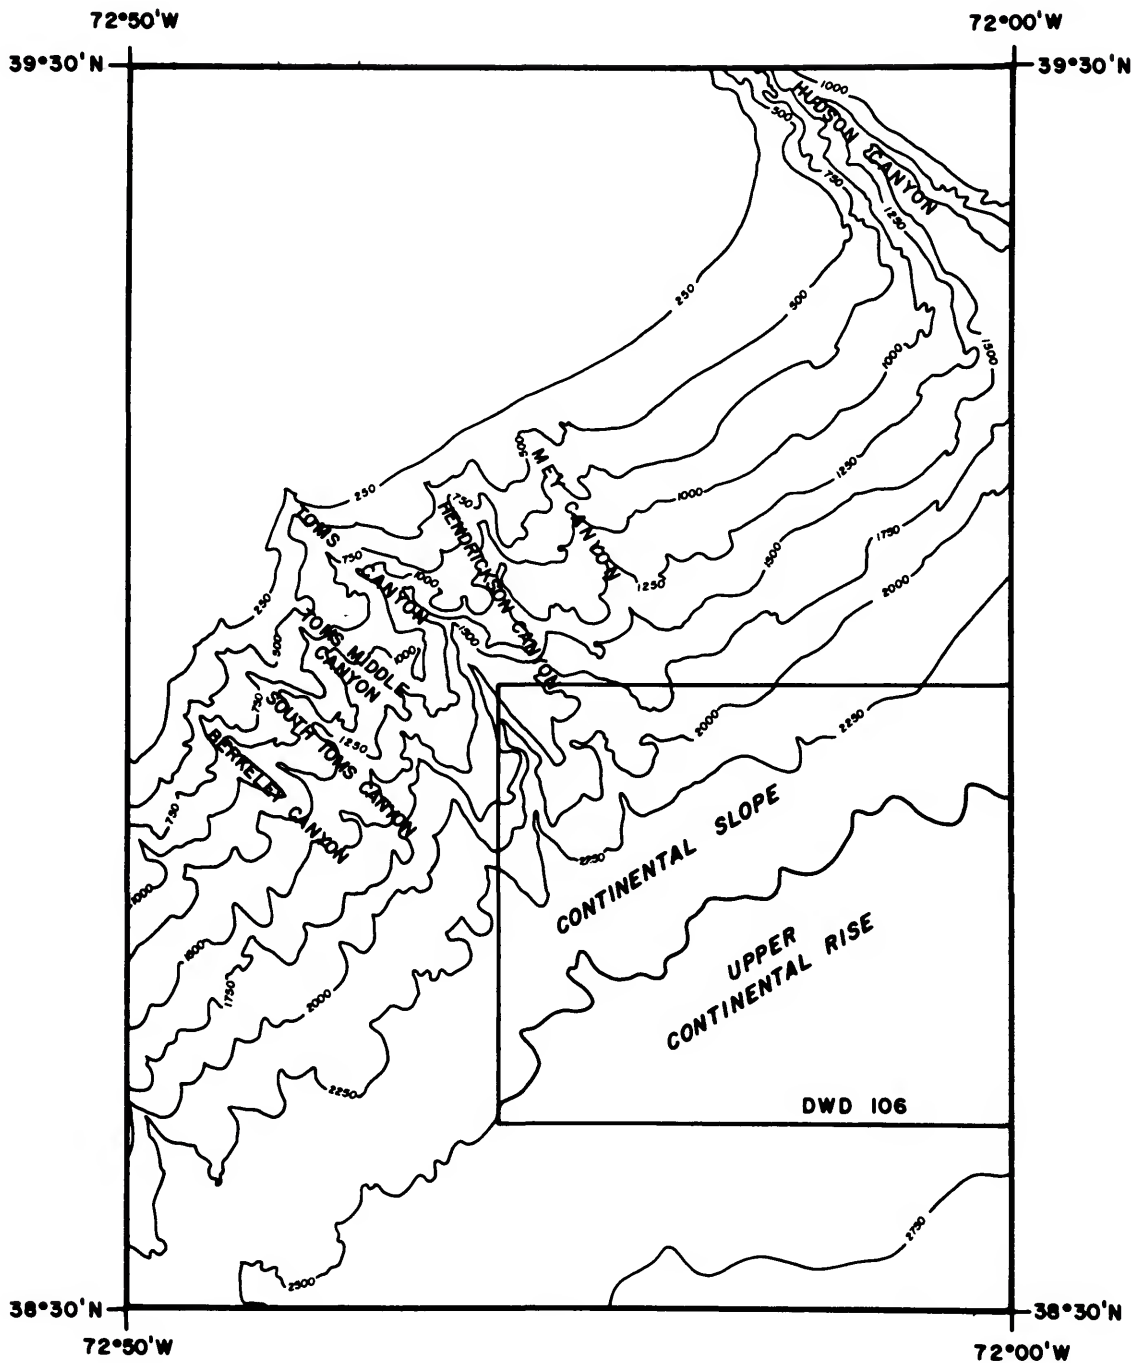 72°50'W
72°00'W
39°30'N
39°30'N
1000
HUDSON CANYON
500
750
1250
250
500
1500
1000
500
MEY CANYON
1250
250
1000
750
HENDRICKSON CANYON
TOMS CANYON
750
1000
1750
1500
1250
2000
250
TOMS MIDDLE
CANYON
1500
500
1000
750
SOUTH TOMS CANYON
1250
2000
2250
BERKELEY CANYON
750
CONTINENTAL SLOPE
1000
UPPER
CONTINENTAL RISE
1500
1750
2000
2250
DWD 106
2750
2500
38°30'N
38°30'N
72°50'W
72°00'W